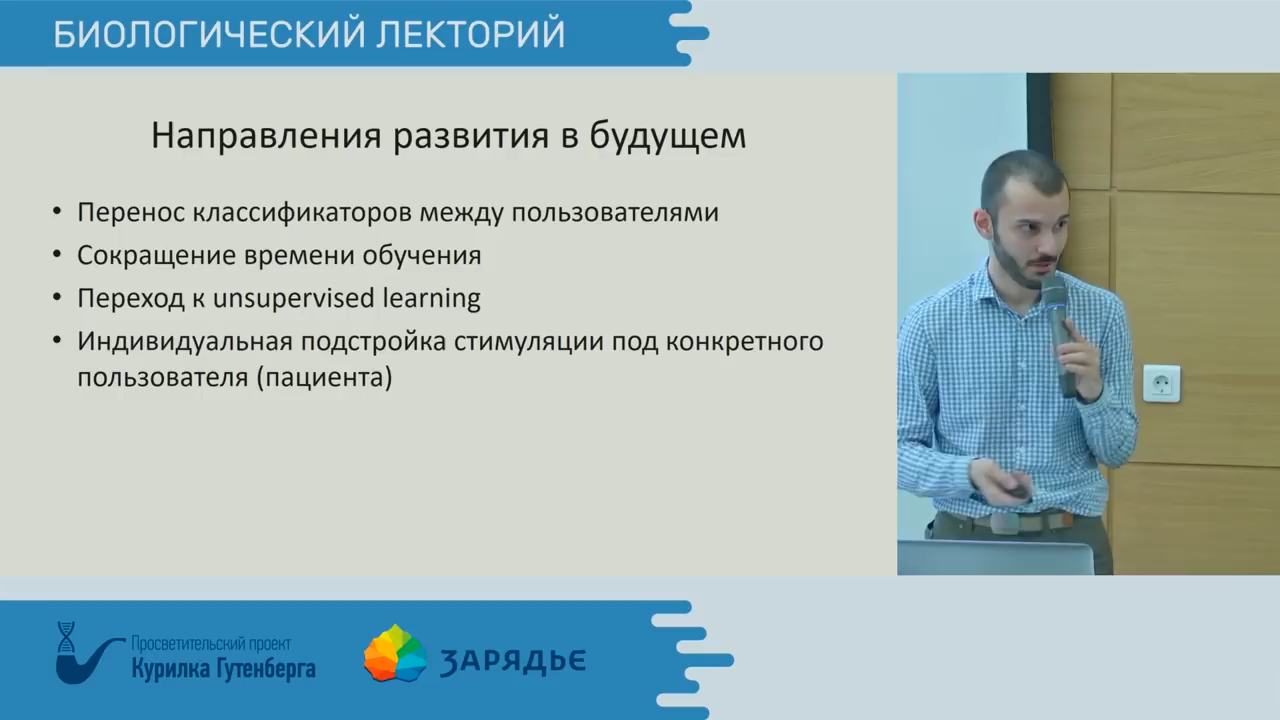 БИОЛОГИЧЕСКИЙ ЛЕКТОРИЙ
Направления развития в будущем
• Перенос классификаторов между пользователями
• Сокращение времени обучения
• Переход к unsupervised learning
• Индивидуальная подстройка стимуляции под конкретного
пользователя (пациента)
Просветительский проект
Курилка Гутенберга
ЗАРЯДЬЕ